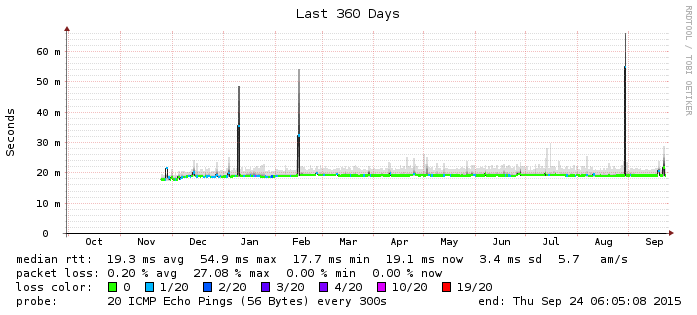 Last 360 Days
RRDTOOL / TOBI OETIKER
Seconds
60 m
50 m
40 m
30 m
20 m
10 m
0
Oct Nov Dec Jan Feb Mar Apr May Jun Jul Aug Sep
median rtt: 19.3 ms avg 54.9 ms max 17.7 ms min 19.1 ms now 3.4 ms sd 5.7 am/s
packet loss: 0.20 % avg 27.08 % max 0.00 % min 0.00 % now
loss color: 0 1/20 2/20 3/20 4/20 10/20 19/20
probe: 20 ICMP Echo Pings (56 Bytes) every 300s end: Thu Sep 24 06:05:08 2015